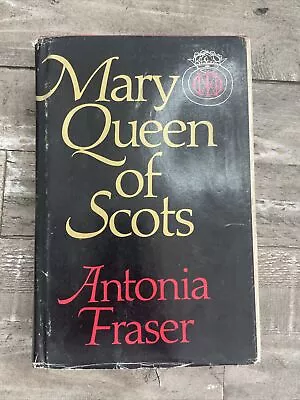 Mary
Queen
of
Scots
Antonia
Fraser